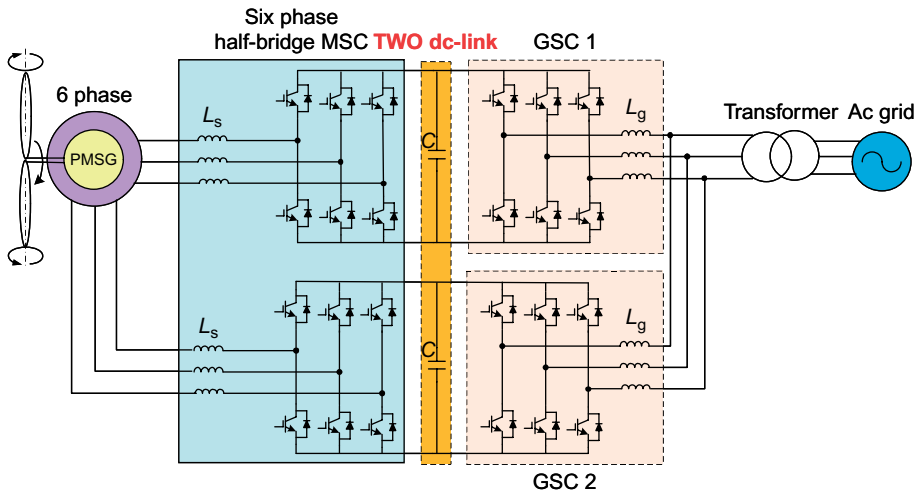 Six phase
half-bridge MSC TWO dc-link GSC 1
6 phase
Transformer Ac grid
Ls
Lg
C
PMSG
Ls
Lg
C
GSC 2